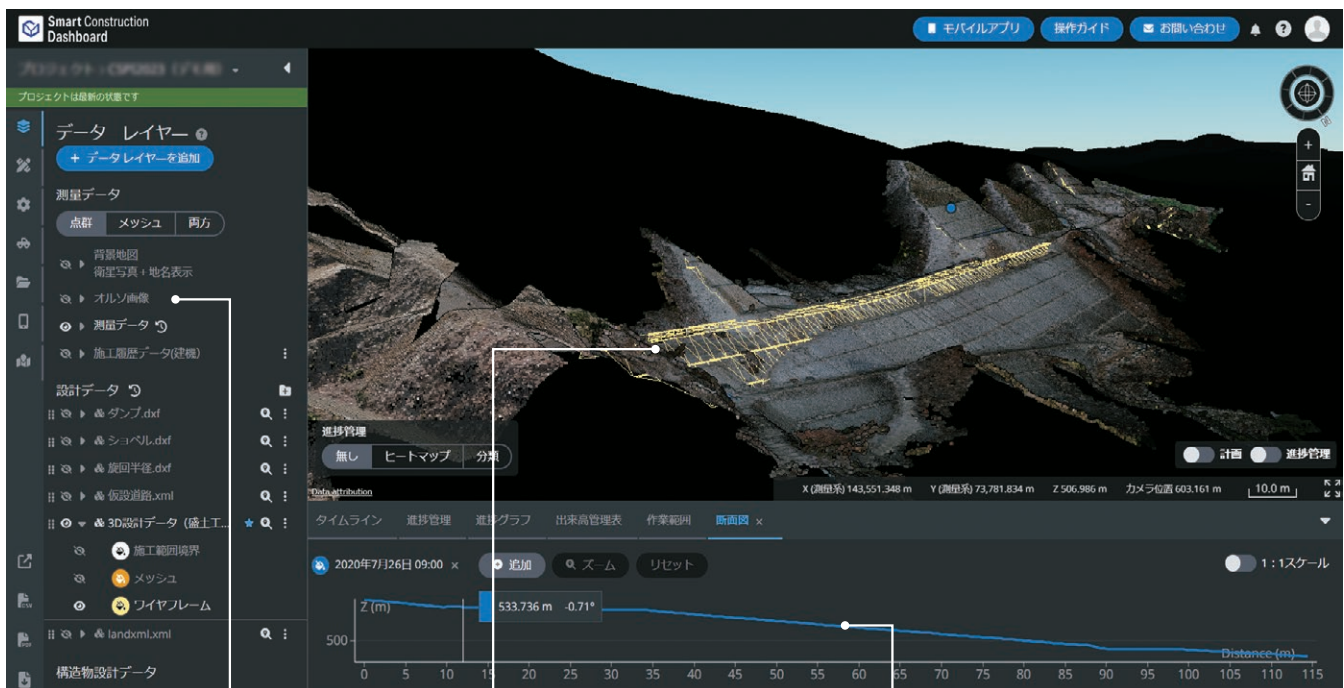 Smart Construction
Dashboard
モバイルアプリ
操作ガイド
お問い合わせ
プロジェクトは最新の状態です
データ レイヤー
+ データレイヤーを追加
測量データ
点群 メッシュ 両方
背景地図
衛星写真+地名表示
オルソ画像
測量データ
施工履歴データ(建機)
設計データ
ダンプ.dxf
ショベル.dxf
旋回半径.dxf
仮設道路.xml
3D設計データ (盛土工...
施工範囲境界
メッシュ
ワイヤフレーム
landxml.xml
構造物設計データ
進捗管理
無し ヒートマップ 分類
計画 進捗管理
Data attribution
X (測量系) 143,551.348 m Y (測量系) 73,781.834 m Z 506.986 m カメラ位置 603.161 m 10.0 m
タイムライン 進捗管理 進捗グラフ 出来高管理表 作業範囲 断面図 ×
2020年7月26日 09:00 × 追加 ズーム リセット 1:1スケール
Z (m)
533.736 m -0.71°
500
Distance (m)
0 5 10 15 20 25 30 35 40 45 50 55 60 65 70 75 80 85 90 95 100 105 110 115